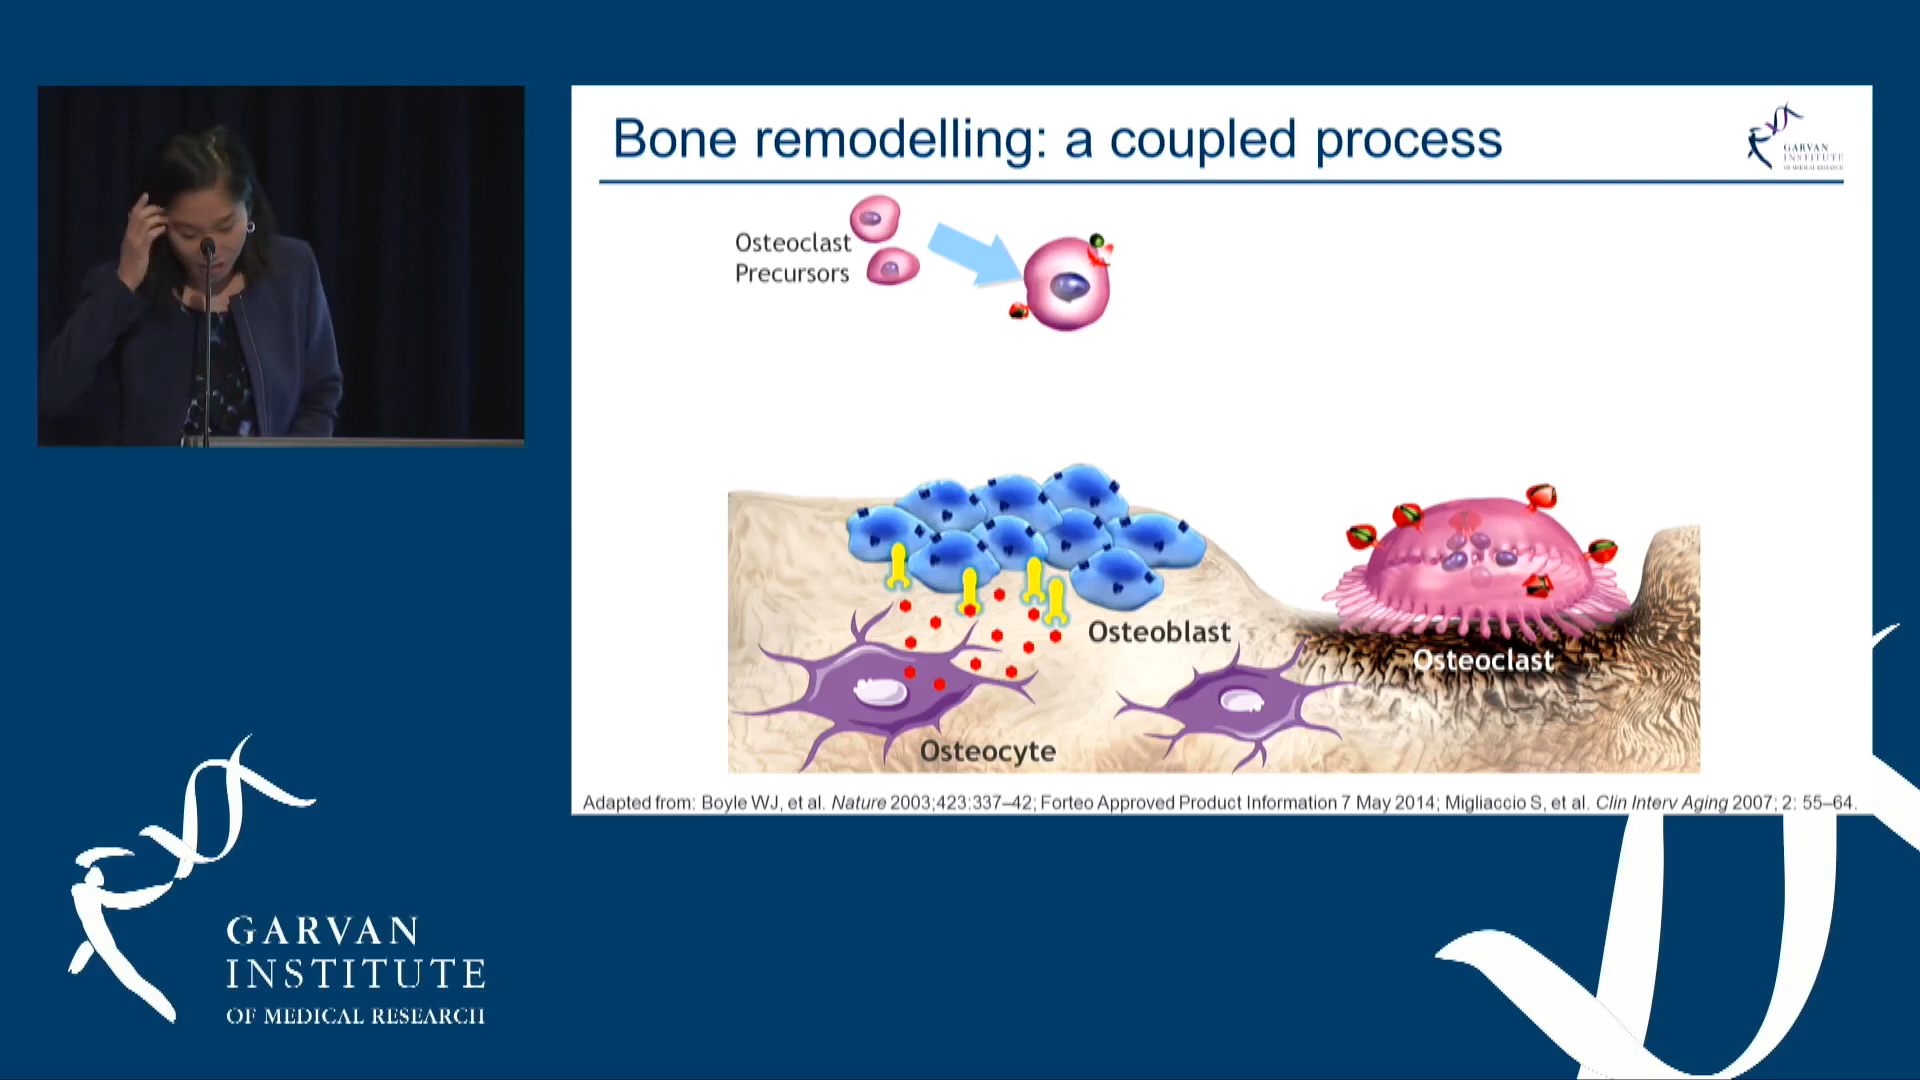 Bone remodelling: a coupled process
GARVAN
INSTITUTE
OF MEDICAL RESEARCH
Osteoclast
Precursors
Osteoblast
Osteoclast
Osteocyte
Adapted from: Boyle WJ, et al. Nature 2003;423:337–42; Forteo Approved Product Information 7 May 2014; Migliaccio S, et al. Clin Interv Aging 2007; 2: 55–64.
GARVAN
INSTITUTE
OF MEDICAL RESEARCH